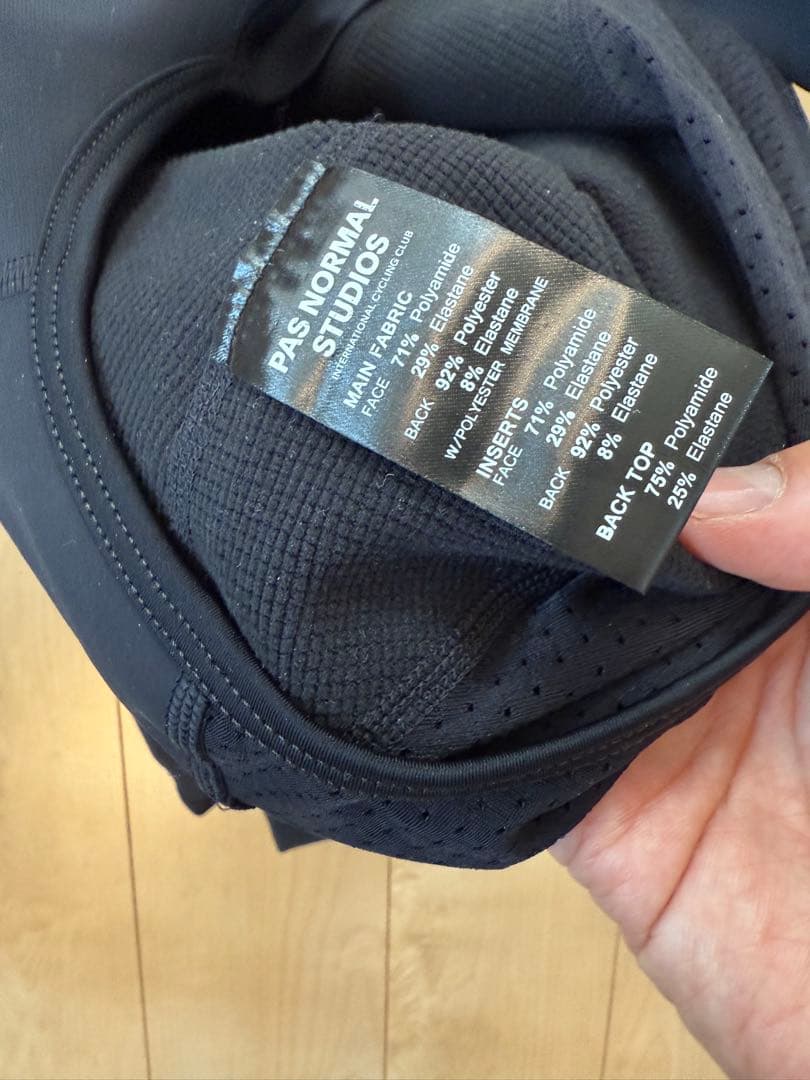 PAS NORMAL
STUDIOS
INTERNATIONAL CYCLING CLUB
MAIN FABRIC
FACE 71% Polyamide
29% Elastane
BACK 92% Polyester
8% Elastane
W/POLYESTER MEMBRANE
INSERTS
FACE 71% Polyamide
29% Elastane
BACK 92% Polyester
8% Elastane
BACK TOP
75% Polyamide
25% Elastane